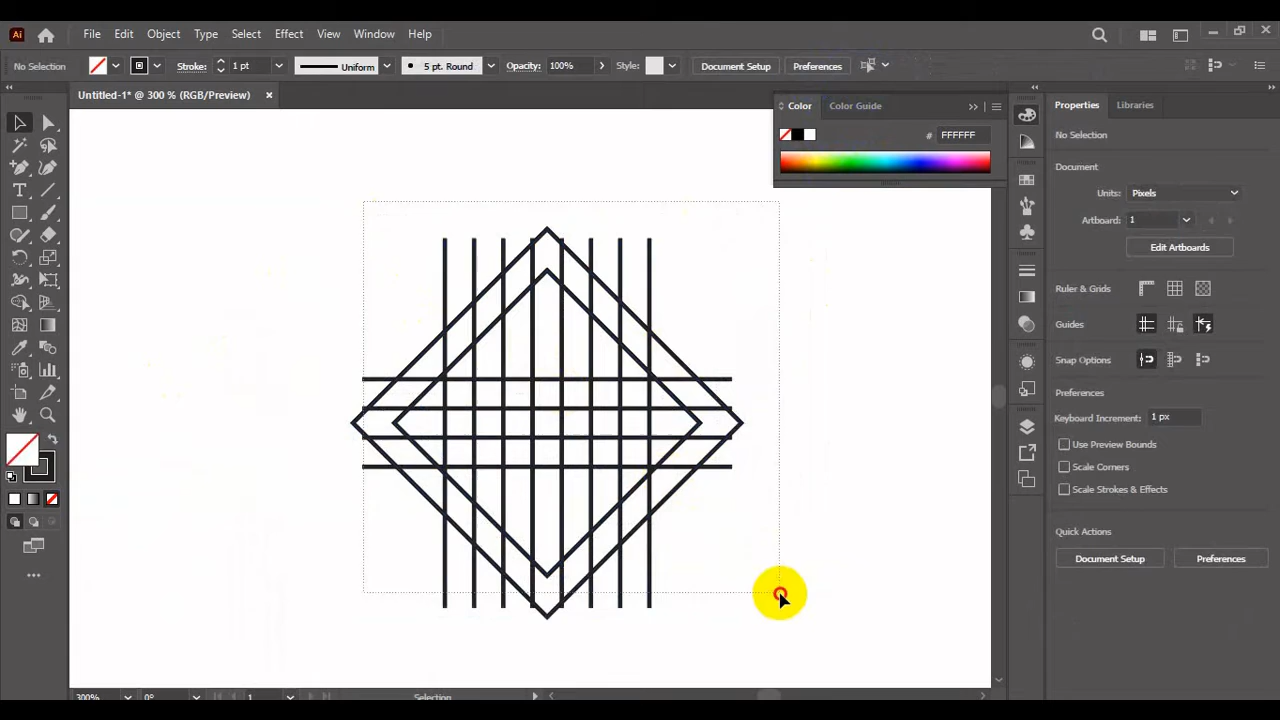 Ai File Edit Object Type Select Effect View Window Help
No Selection Stroke: 1 pt Uniform 5 pt. Round Opacity: 100% Style: Document Setup Preferences
Untitled-1* @ 300 % (RGB/Preview)
Color Color Guide
# FFFFFF
Properties Libraries
No Selection
Document
Units: Pixels
Artboard: 1
Edit Artboards
Ruler & Grids
Guides
Snap Options
Preferences
Keyboard Increment: 1 px
Use Preview Bounds
Scale Corners
Scale Strokes & Effects
Quick Actions
Document Setup Preferences
300% 0° 1 Selection